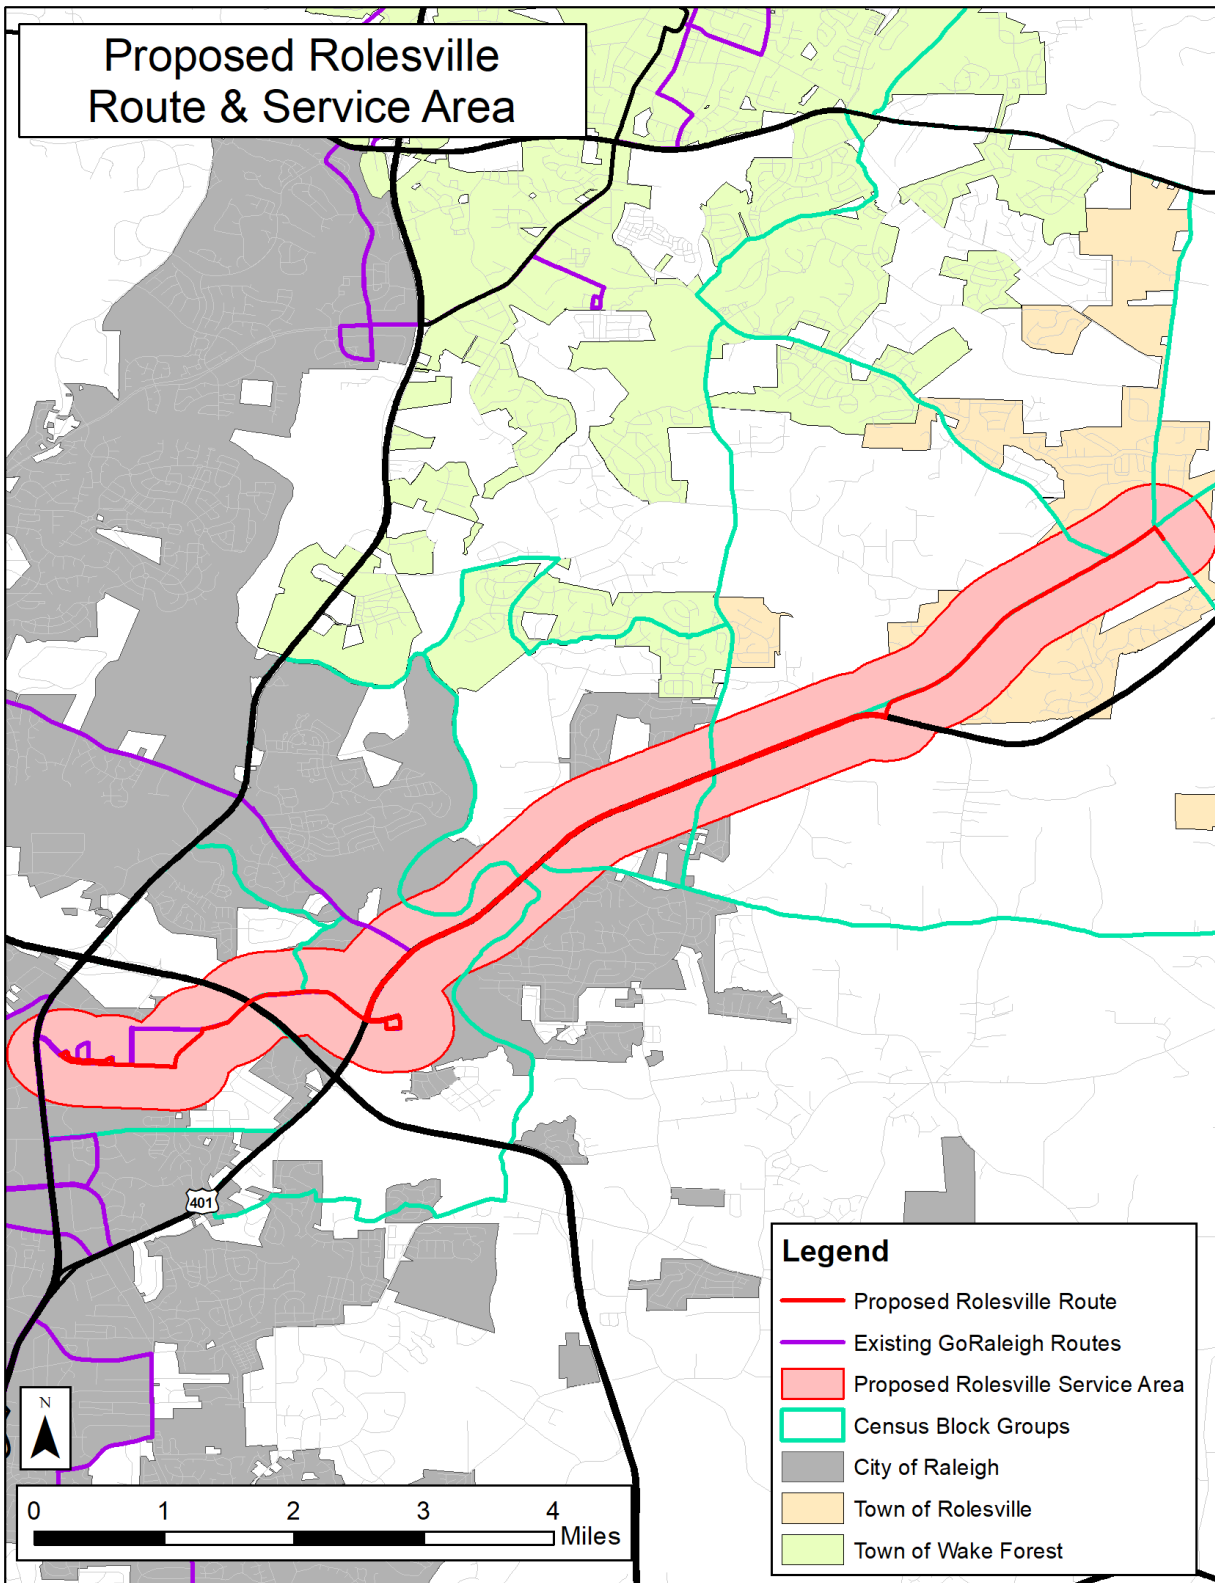 Proposed Rolesville
Route & Service Area
401
Legend
Proposed Rolesville Route
Existing GoRaleigh Routes
Proposed Rolesville Service Area
Census Block Groups
City of Raleigh
Town of Rolesville
Town of Wake Forest
N
0 1 2 3 4
Miles